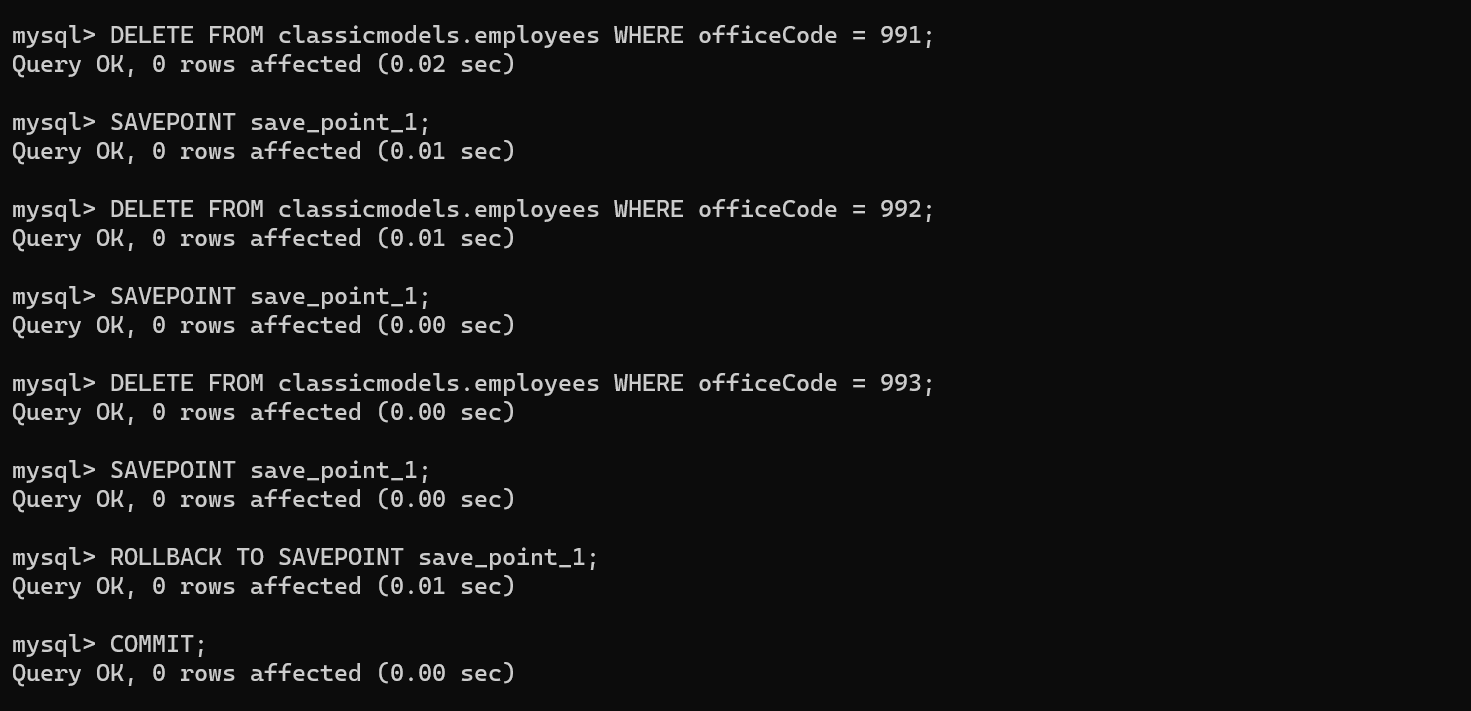 mysql> DELETE FROM classicmodels.employees WHERE officeCode = 991;
Query OK, 0 rows affected (0.02 sec)
mysql> SAVEPOINT save_point_1;
Query OK, 0 rows affected (0.01 sec)
mysql> DELETE FROM classicmodels.employees WHERE officeCode = 992;
Query OK, 0 rows affected (0.01 sec)
mysql> SAVEPOINT save_point_1;
Query OK, 0 rows affected (0.00 sec)
mysql> DELETE FROM classicmodels.employees WHERE officeCode = 993;
Query OK, 0 rows affected (0.00 sec)
mysql> SAVEPOINT save_point_1;
Query OK, 0 rows affected (0.00 sec)
mysql> ROLLBACK TO SAVEPOINT save_point_1;
Query OK, 0 rows affected (0.01 sec)
mysql> COMMIT;
Query OK, 0 rows affected (0.00 sec)